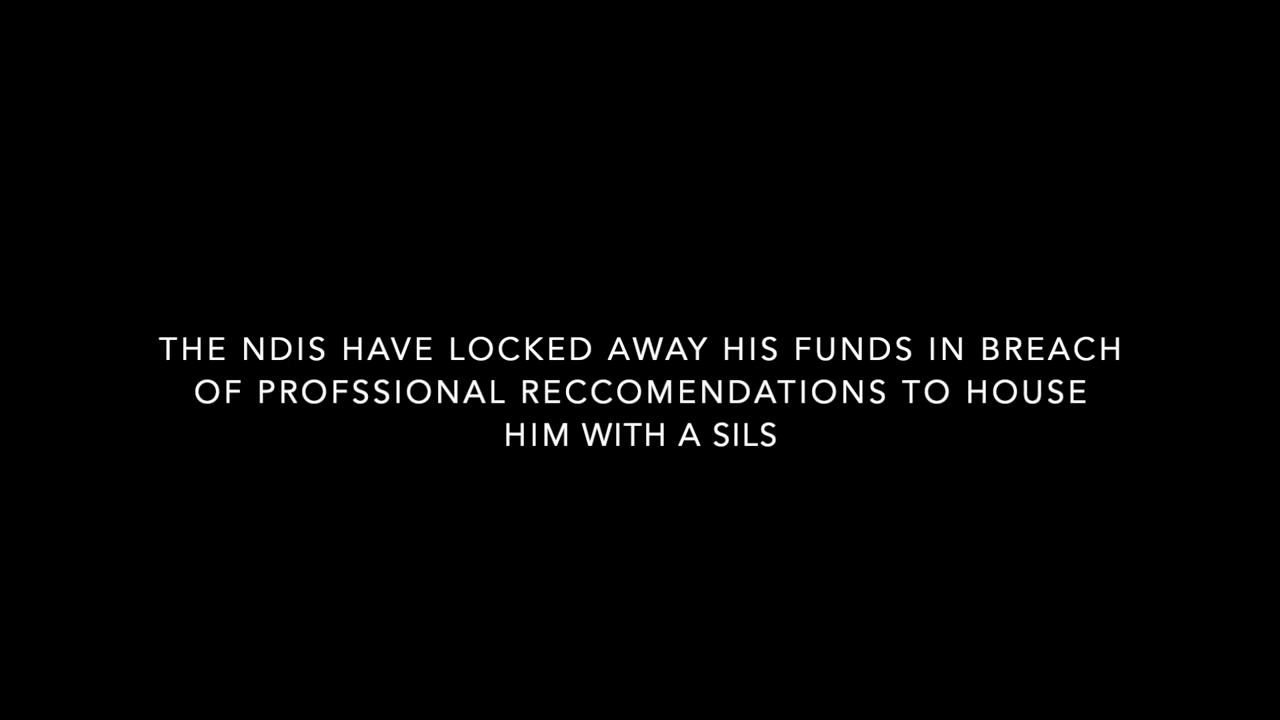 THE NDIS HAVE LOCKED AWAY HIS FUNDS IN BREACH
OF PROFSSIONAL RECCOMENDATIONS TO HOUSE
HIM WITH A SILS